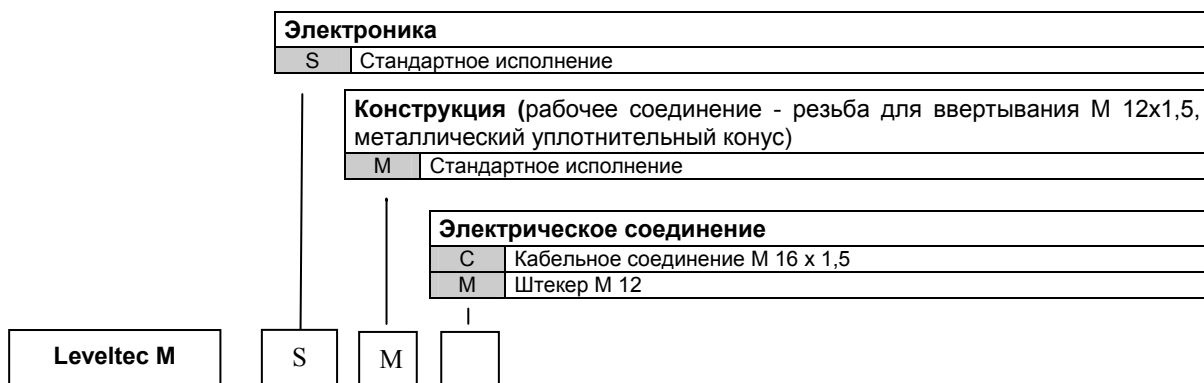 Электроника
S Стандартное исполнение
Конструкция (рабочее соединение - резьба для ввертывания М 12x1,5,
металлический уплотнительный конус)
M Стандартное исполнение
Электрическое соединение
C Кабельное соединение М 16 x 1,5
M Штекер М 12
Leveltec M S M